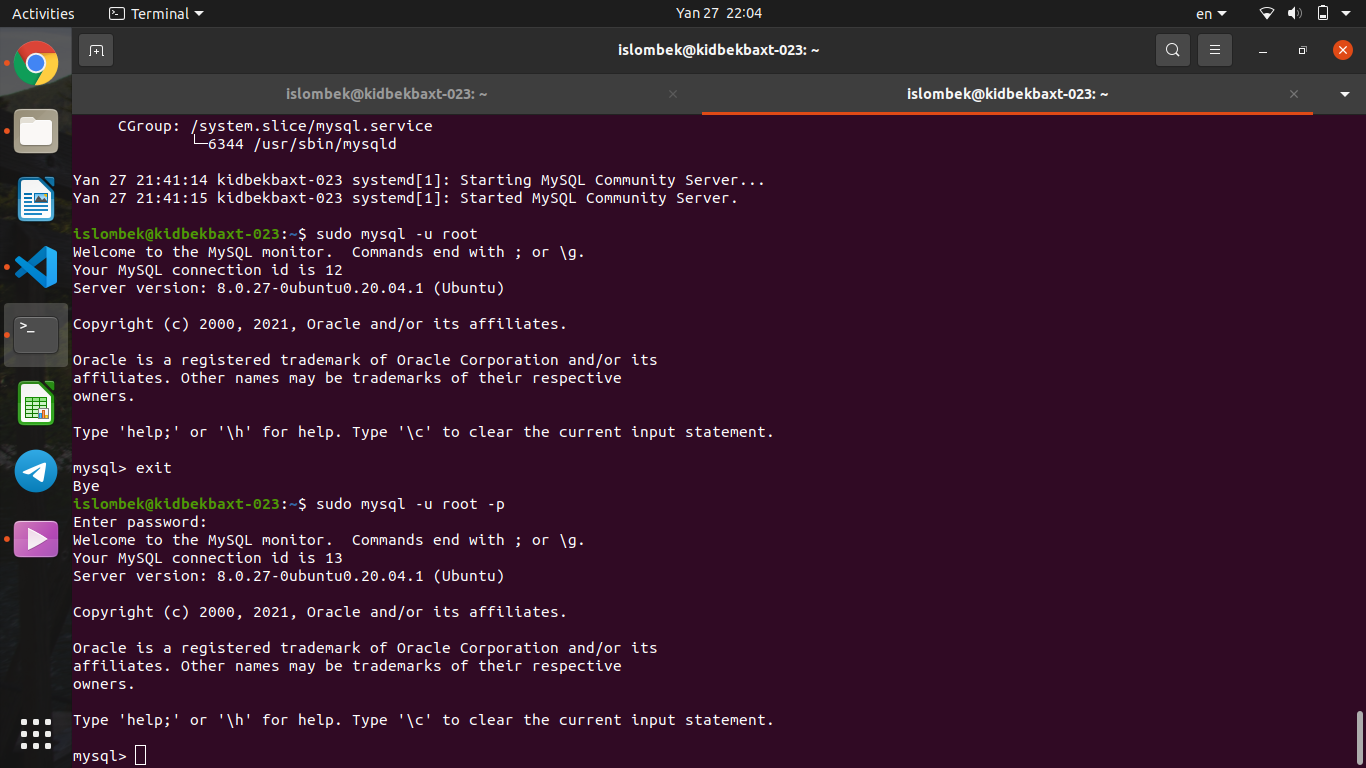 Activities Terminal Yan 27 22:04 en
islombek@kidbekbaxt-023: ~
islombek@kidbekbaxt-023: ~ islombek@kidbekbaxt-023: ~
CGroup: /system.slice/mysql.service
└─6344 /usr/sbin/mysqld
Yan 27 21:41:14 kidbekbaxt-023 systemd[1]: Starting MySQL Community Server...
Yan 27 21:41:15 kidbekbaxt-023 systemd[1]: Started MySQL Community Server.
islombek@kidbekbaxt-023:~$ sudo mysql -u root
Welcome to the MySQL monitor.  Commands end with ; or \g.
Your MySQL connection id is 12
Server version: 8.0.27-0ubuntu0.20.04.1 (Ubuntu)
Copyright (c) 2000, 2021, Oracle and/or its affiliates.
Oracle is a registered trademark of Oracle Corporation and/or its
affiliates. Other names may be trademarks of their respective
owners.
Type 'help;' or '\h' for help. Type '\c' to clear the current input statement.
mysql> exit
Bye
islombek@kidbekbaxt-023:~$ sudo mysql -u root -p
Enter password:
Welcome to the MySQL monitor.  Commands end with ; or \g.
Your MySQL connection id is 13
Server version: 8.0.27-0ubuntu0.20.04.1 (Ubuntu)
Copyright (c) 2000, 2021, Oracle and/or its affiliates.
Oracle is a registered trademark of Oracle Corporation and/or its
affiliates. Other names may be trademarks of their respective
owners.
Type 'help;' or '\h' for help. Type '\c' to clear the current input statement.
mysql>